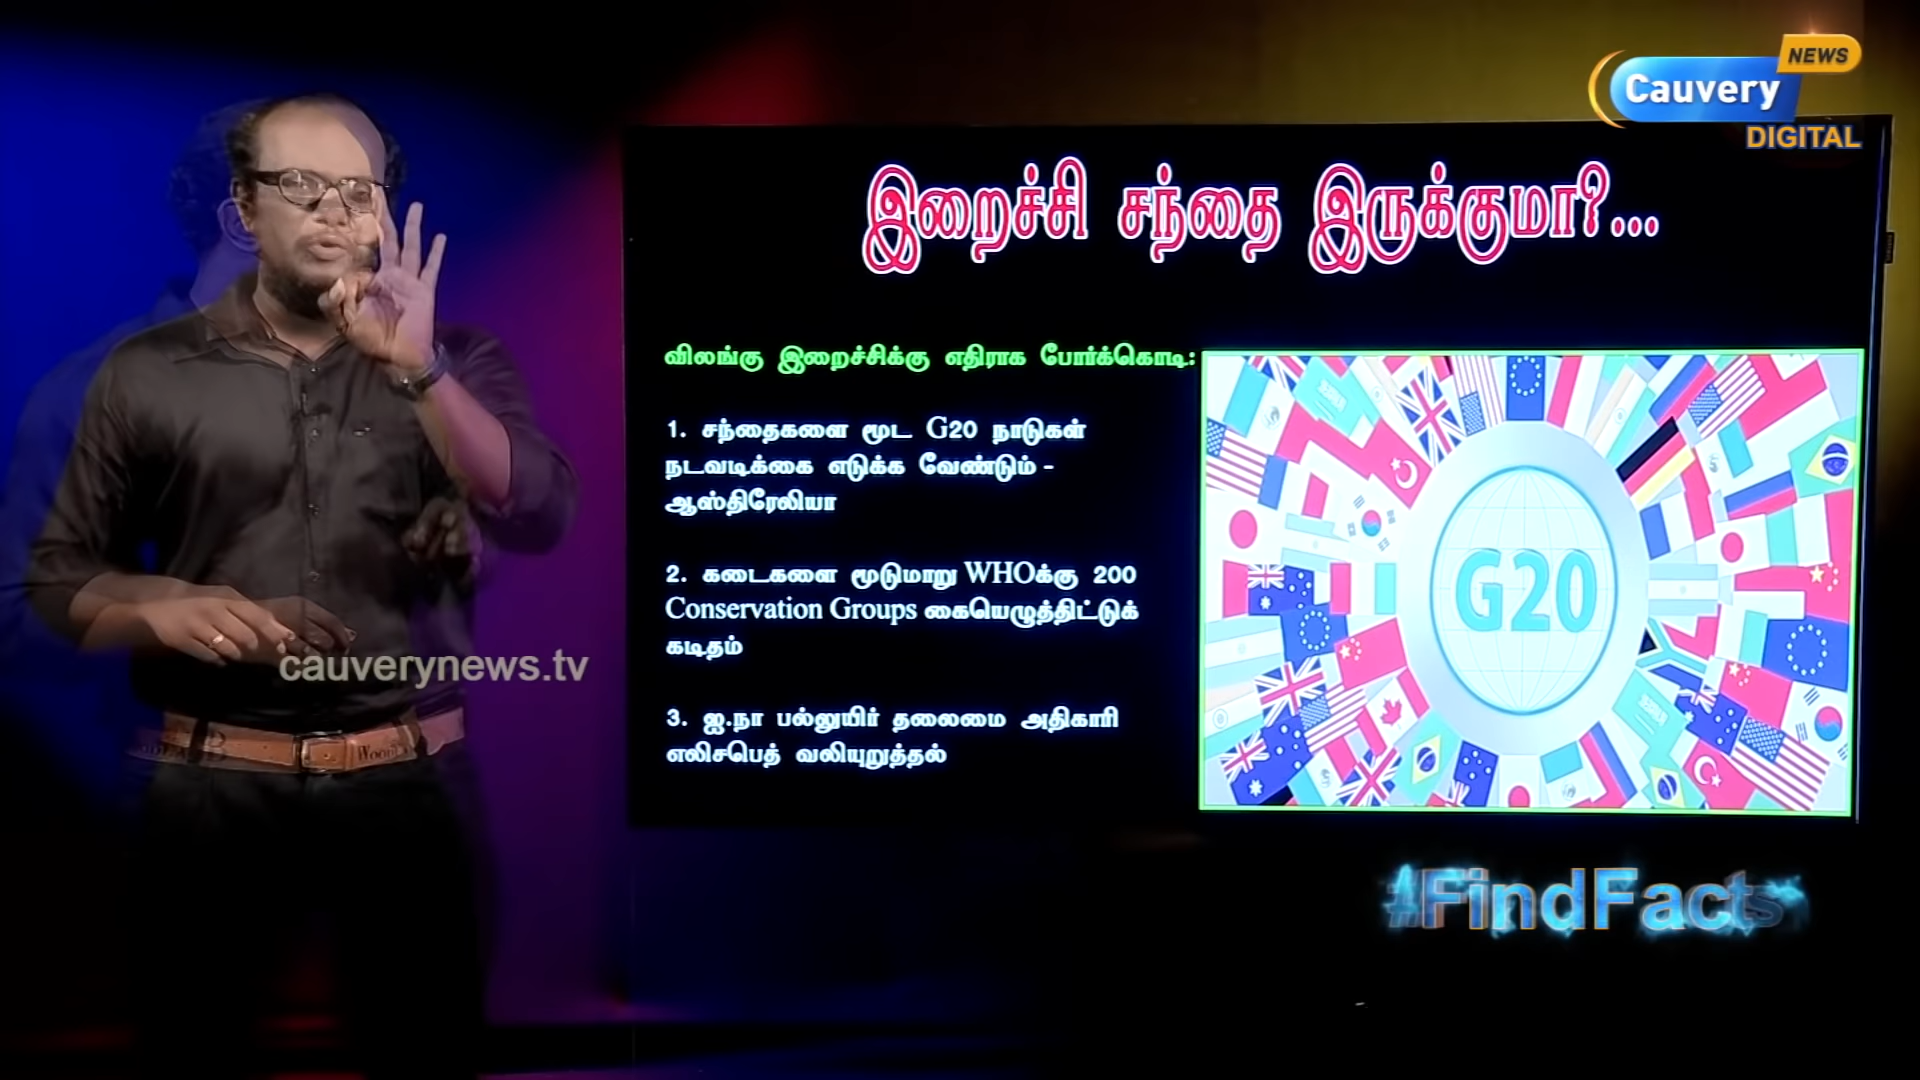 Cauvery
NEWS
DIGITAL
இறைச்சி சந்தை இருக்குமா?...
விலங்கு இறைச்சிக்கு எதிராக போர்க்கொடி:
1. சந்தைகளை மூட G20 நாடுகள்
நடவடிக்கை எடுக்க வேண்டும் -
ஆஸ்திரேலியா
2. கடைகளை மூடுமாறு WHOக்கு 200
Conservation Groups கையெழுத்திட்டுக்
கடிதம்
3. ஐ.நா பல்லுயிர் தலைமை அதிகாரி
எலிசபெத் வலியுறுத்தல்
G20
cauverynews.tv
#FindFacts